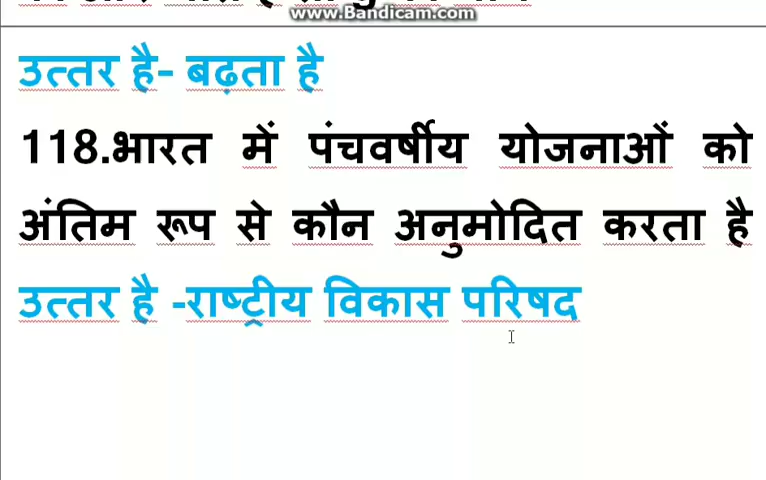 www.Bandicam.com
उत्तर है- बढ़ता है
118.भारत में पंचवर्षीय योजनाओं को
अंतिम रूप से कौन अनुमोदित करता है
उत्तर है -राष्ट्रीय विकास परिषद